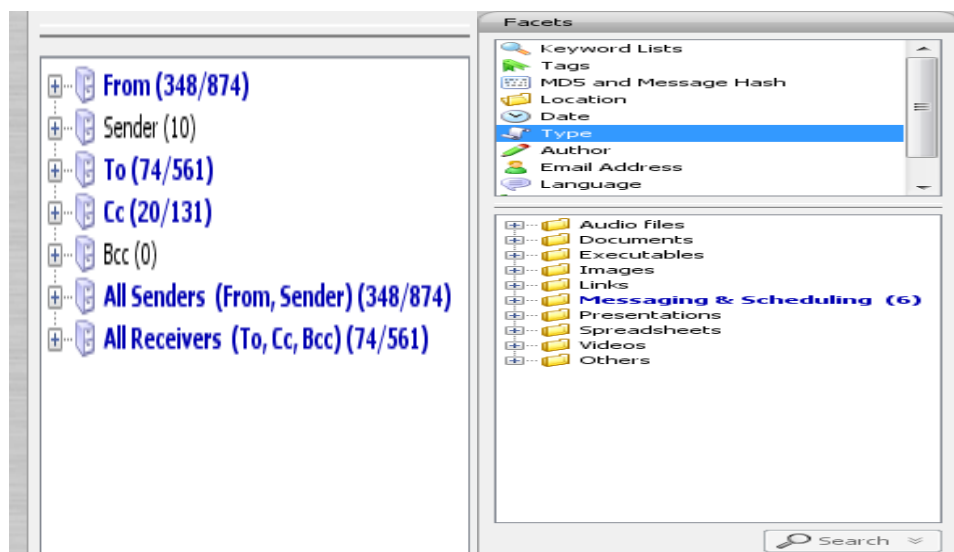 From (348/874)
Sender (10)
To (74/561)
Cc (20/131)
Bcc (0)
All Senders (From, Sender) (348/874)
All Receivers (To, Cc, Bcc) (74/561)
Facets
Keyword Lists
Tags
MD5 and Message Hash
Location
Date
Type
Author
Email Address
Language
Audio files
Documents
Executables
Images
Links
Messaging & Scheduling (6)
Presentations
Spreadsheets
Videos
Others
Search